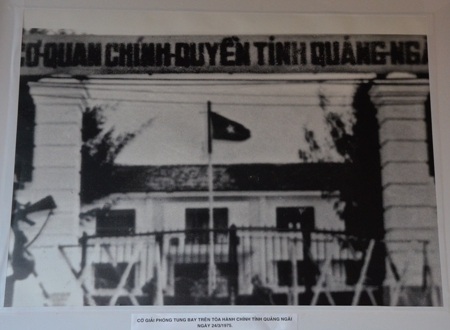 CƠ QUAN CHÍNH QUYỀN TỈNH QUẢNG NGÃ
CỜ GIẢI PHÓNG TUNG BAY TRÊN TÒA HÀNH CHÍNH TỈNH QUẢNG NGÃI
NGÀY 24/3/1975.